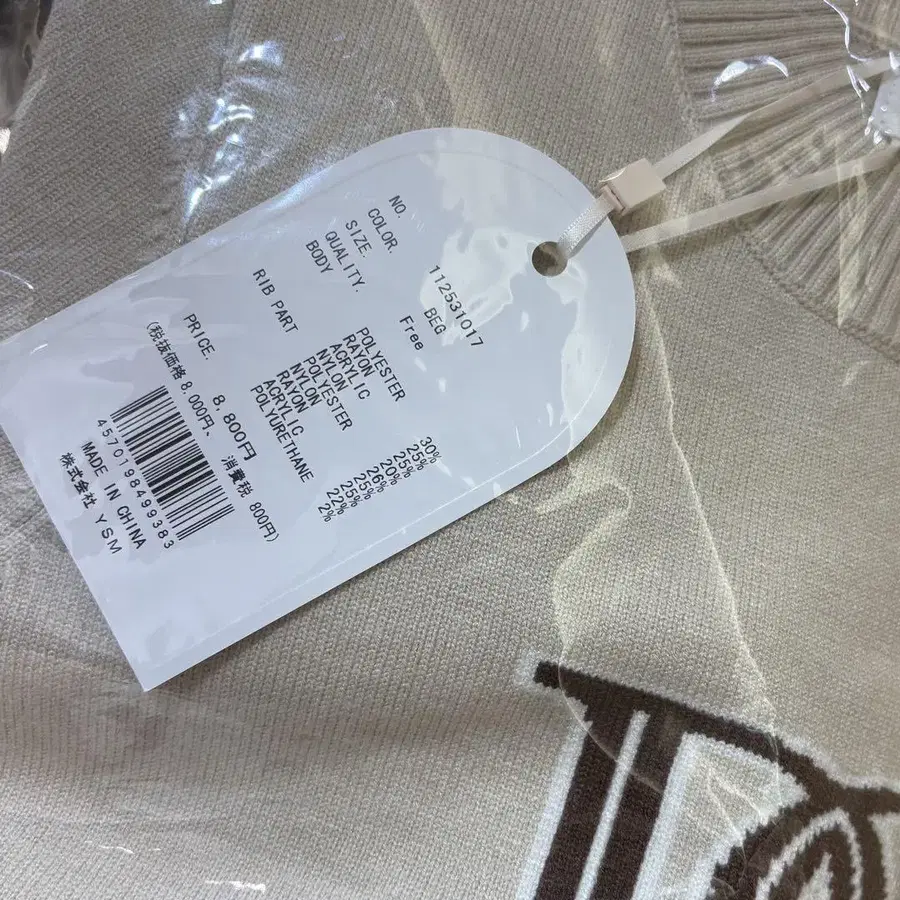 NO. 112531017
COLOR. BEG
SIZE. Free
QUALITY.
BODY POLYESTER 30%
RAYON 25%
ACRYLIC 25%
NYLON 20%
RIB PART POLYESTER 26%
NYLON 25%
RAYON 25%
ACRYLIC 22%
POLYURETHANE 2%
PRICE. 8,800円
(税抜価格8,000円、 消費税 800円)
4570198499383
MADE IN CHINA
株式会社 YSM